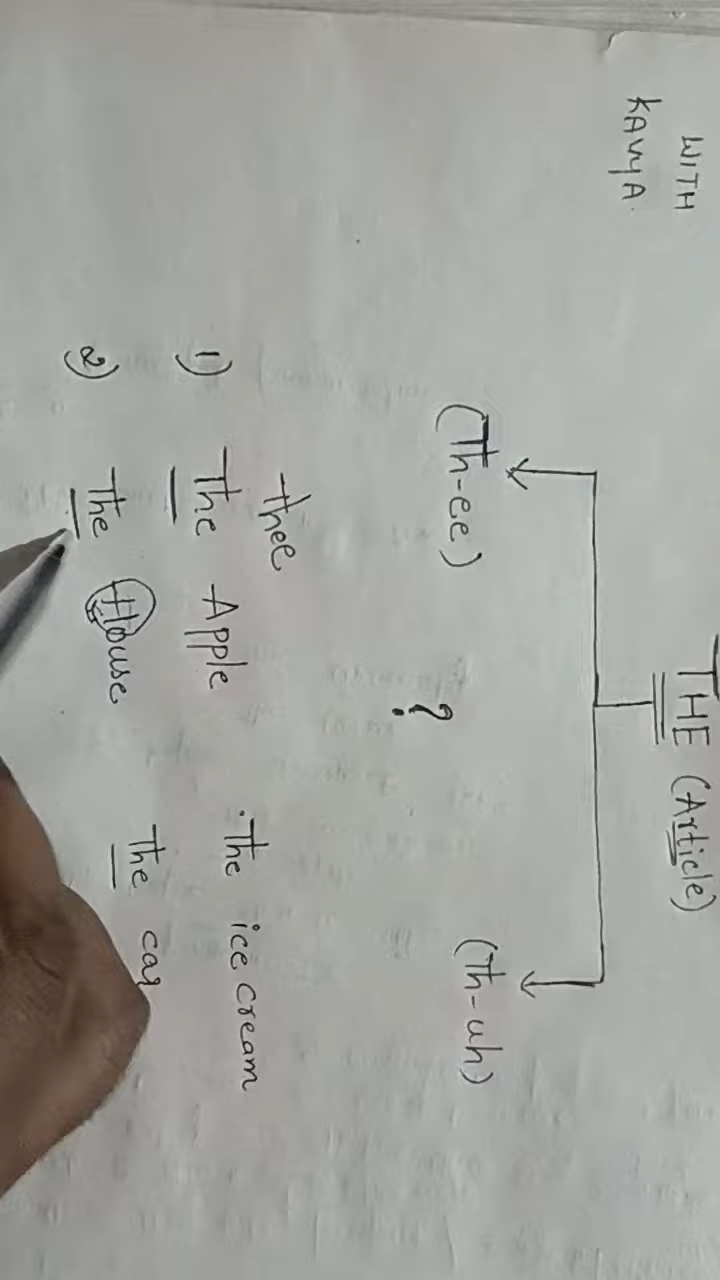 WITH
KAVYA.
THE (Article)
(Th-ee) (Th-uh)
?
thee
1) The Apple .The ice cream
2) The House The car